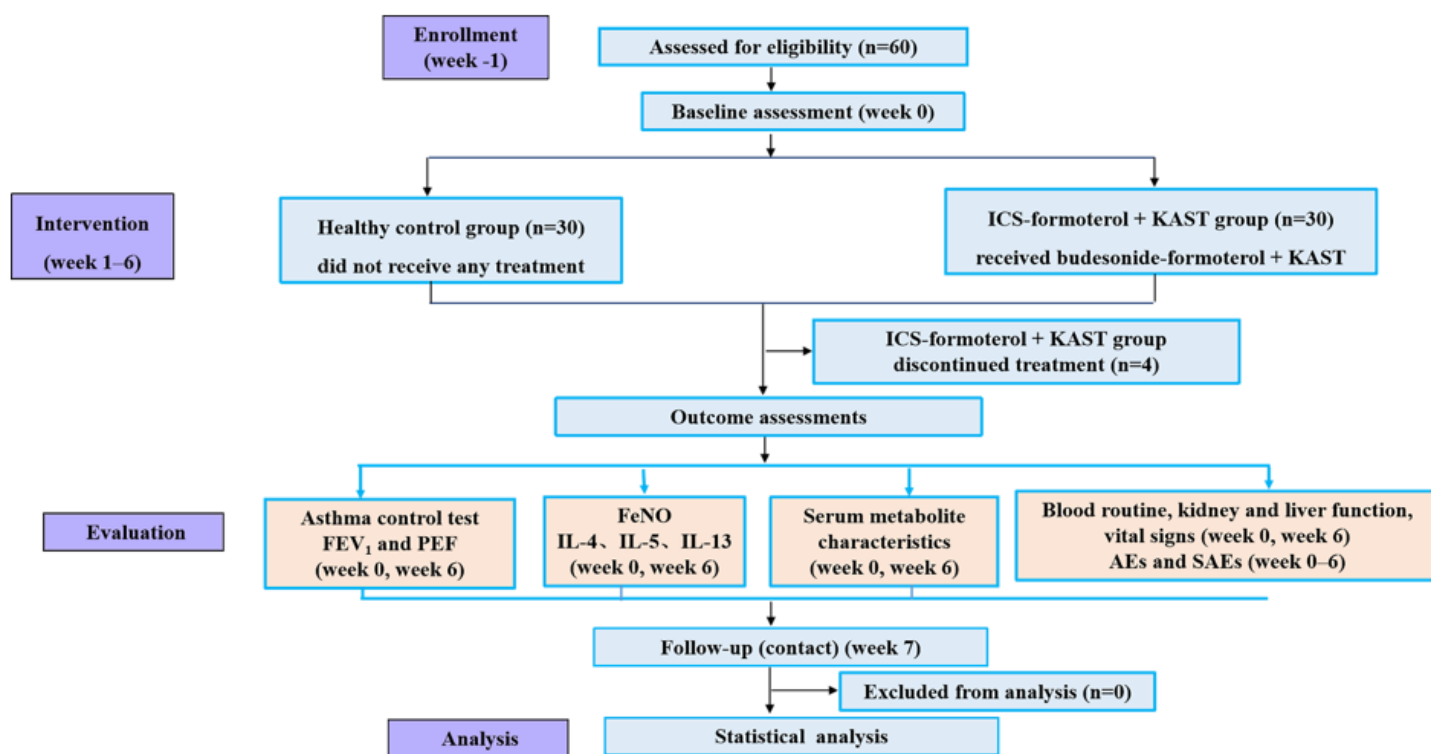 Enrollment
(week -1)
Assessed for eligibility (n=60)
Baseline assessment (week 0)
Intervention
(week 1–6)
Healthy control group (n=30)
did not receive any treatment
ICS-formoterol + KAST group (n=30)
received budesonide-formoterol + KAST
ICS-formoterol + KAST group
discontinued treatment (n=4)
Outcome assessments
Evaluation
Asthma control test
FEV₁ and PEF
(week 0, week 6)
FeNO
IL-4、IL-5、IL-13
(week 0, week 6)
Serum metabolite
characteristics
(week 0, week 6)
Blood routine, kidney and liver function,
vital signs (week 0, week 6)
AEs and SAEs (week 0–6)
Follow-up (contact) (week 7)
Excluded from analysis (n=0)
Analysis
Statistical analysis